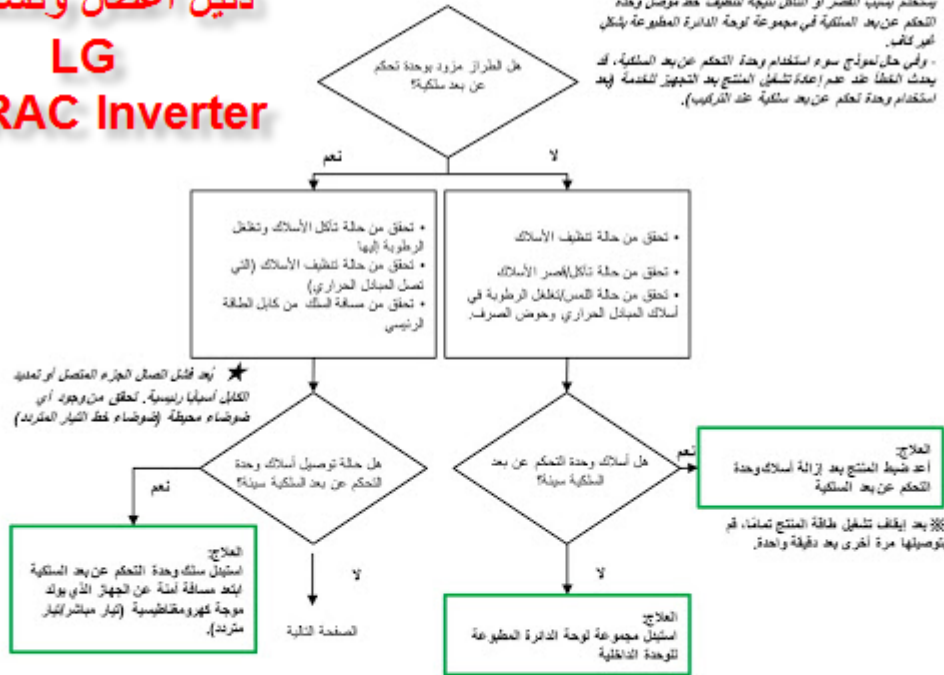 دليل أعطال وتشخيص
LG
RAC Inverter
يستخدم بسبب القصر أو التآكل نتيجة لتنظيف خط موصل وحدة
التحكم عن بعد السلكية في مجموعة لوحة الدائرة المطبوعة بشكل
غير كافٍ.
- وفي حال نموذج سوء استخدام وحدة التحكم عن بعد السلكية، قد
يحدث الخطأ عند عدم إعادة تشغيل المنتج بعد التجهيز للخدمة (بعد
استخدام وحدة تحكم عن بعد سلكية عند التركيب).
هل الطراز مزود بوحدة تحكم
عن بعد سلكية؟
نعم
لا
• تحقق من حالة تآكل الأسلاك وتغلغل
الرطوبة إليها
• تحقق من حالة تنظيف الأسلاك (التي
تصل المبادل الحراري)
• تحقق من مسافة السلك من كابل الطاقة
الرئيسي
• تحقق من حالة تنظيف الأسلاك
• تحقق من حالة تآكل/قصر الأسلاك
• تحقق من حالة اللمس/تغلغل الرطوبة في
أسلاك المبادل الحراري وحوض الصرف.
★ يُعد فشل اتصال الجزء المتصل أو تمديد
الكابل أسبابًا رئيسية. تحقق من وجود أي
ضوضاء محيطة (ضوضاء خط التيار المتردد)
هل حالة توصيل أسلاك وحدة
التحكم عن بعد السلكية سيئة؟
هل أسلاك وحدة التحكم عن بعد
السلكية سيئة؟
نعم
نعم
العلاج:
أعد ضبط المنتج بعد إزالة أسلاك وحدة
التحكم عن بعد السلكية
※ بعد إيقاف تشغيل طاقة المنتج تمامًا، قم
بتوصيلها مرة أخرى بعد دقيقة واحدة.
العلاج:
استبدل سلك وحدة التحكم عن بعد السلكية
ابتعد مسافة آمنة عن الجهاز الذي يولد
موجة كهرومغناطيسية (تيار مباشر/تيار
متردد).
لا
الصفحة التالية
لا
العلاج:
استبدل مجموعة لوحة الدائرة المطبوعة
للوحدة الداخلية